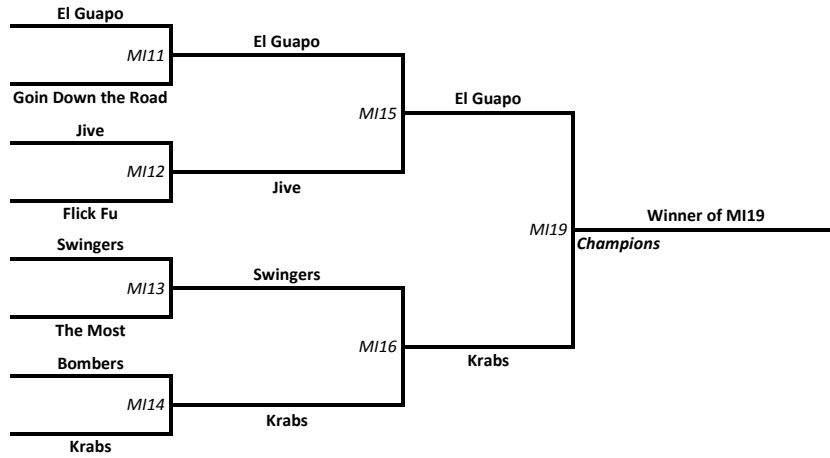 El Guapo
MI11
El Guapo
Goin Down the Road
MI15
El Guapo
Jive
MI12
Jive
Flick Fu
MI19
Winner of MI19
Champions
Swingers
MI13
Swingers
The Most
MI16
Krabs
Bombers
MI14
Krabs
Krabs